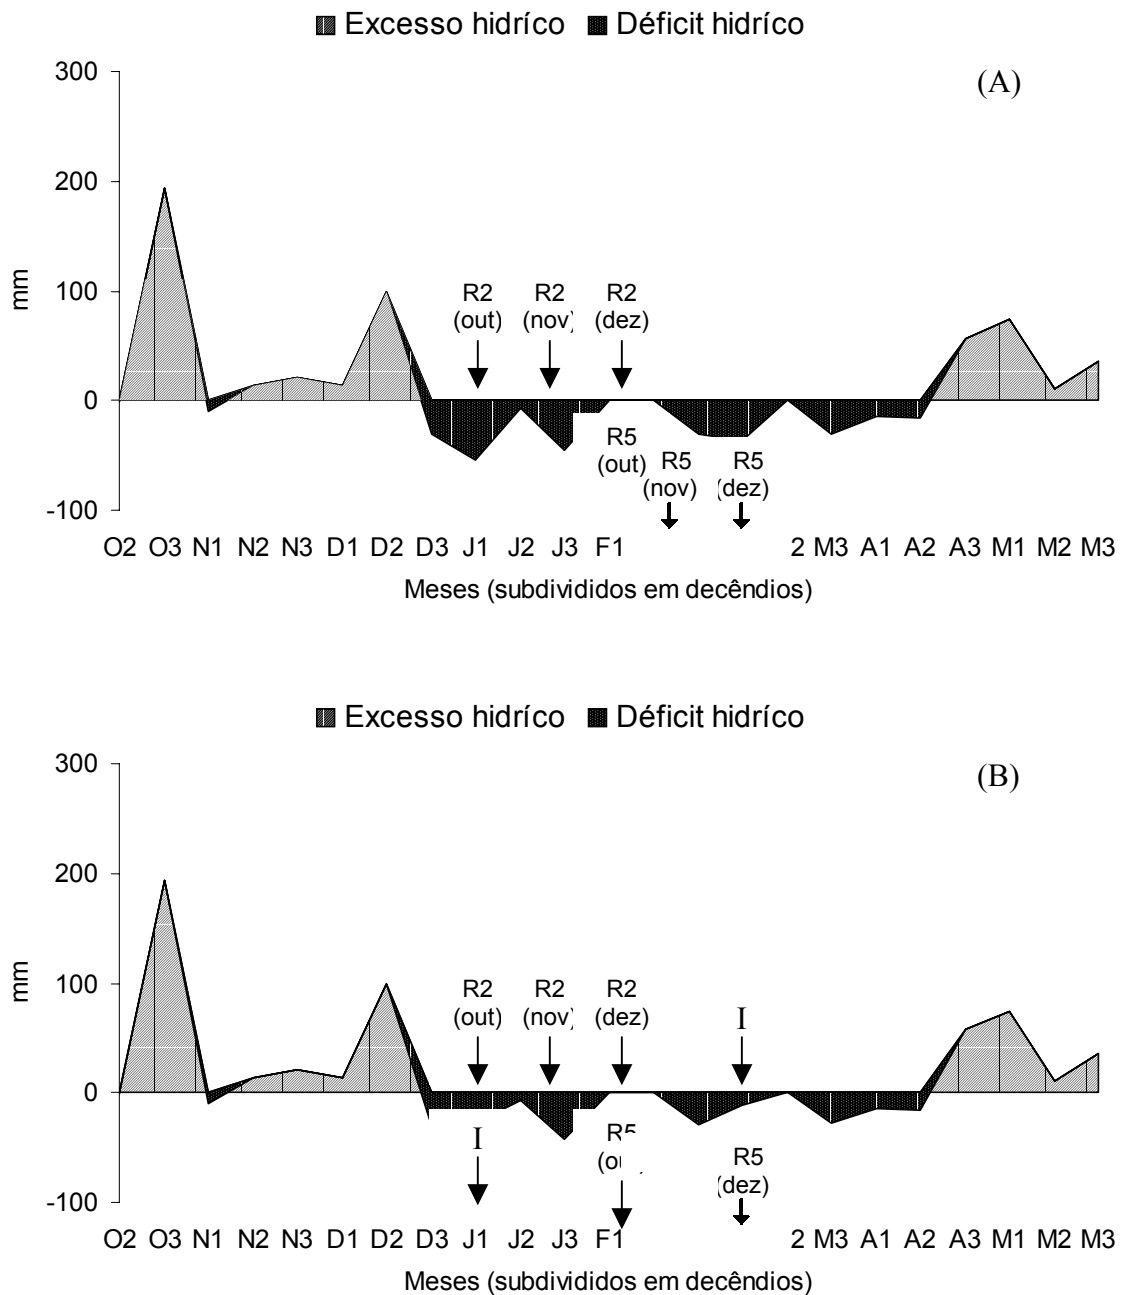 Excesso hidríco Déficit hidríco
(A)
300
200
100
0
-100
mm
R2 R2 R2
(out) (nov) (dez)
R5
(out)
R5 R5
(nov) (dez)
O2 O3 N1 N2 N3 D1 D2 D3 J1 J2 J3 F1 2 M3 A1 A2 A3 M1 M2 M3
Meses (subdivididos em decêndios)
Excesso hidríco Déficit hidríco
(B)
300
200
100
0
-100
mm
R2 R2 R2
(out) (nov) (dez)
I
I
R5
(dez)
O2 O3 N1 N2 N3 D1 D2 D3 J1 J2 J3 F1 2 M3 A1 A2 A3 M1 M2 M3
Meses (subdivididos em decêndios)